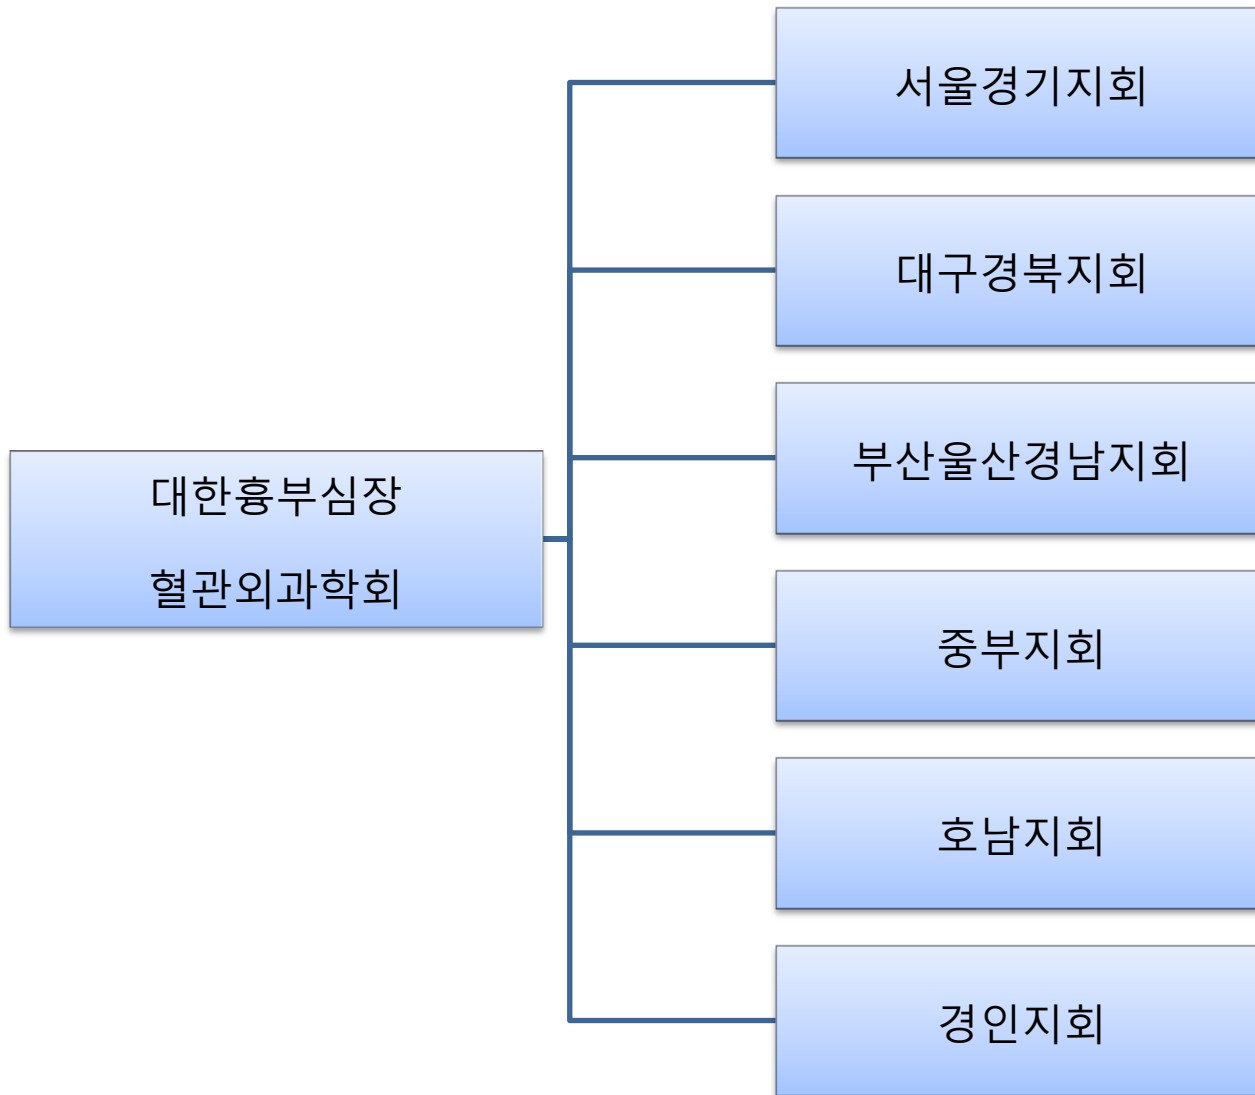 서울경기지회
대구경북지회
부산울산경남지회
대한흉부심장
혈관외과학회
중부지회
호남지회
경인지회